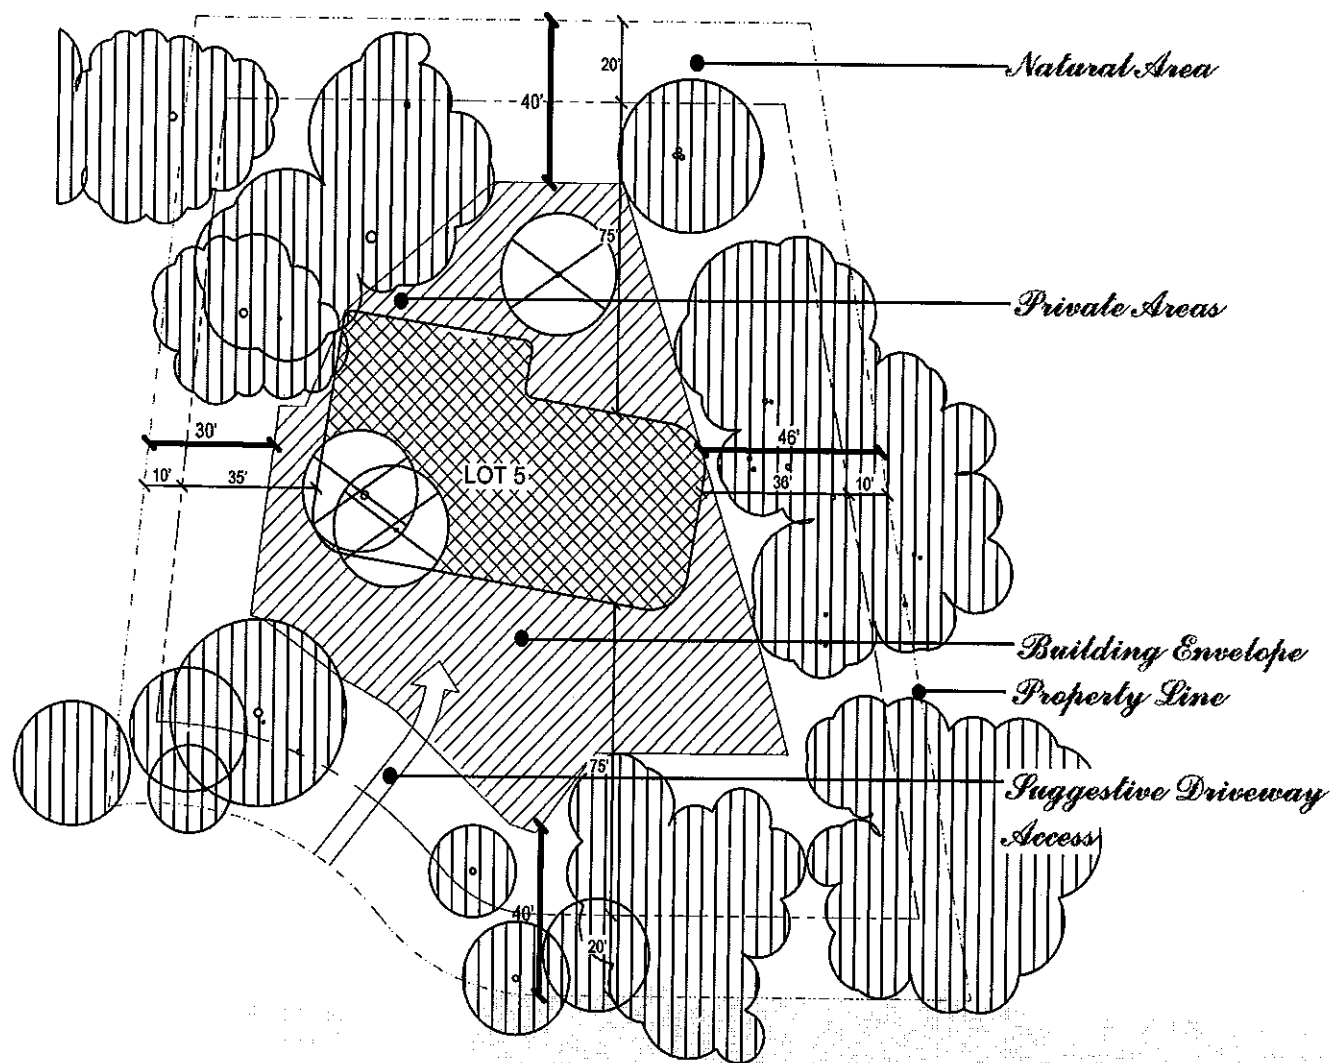 Natural Area
20'
40'
75'
Private Areas
30'
46'
10'
35'
LOT 5
36'
10'
Building Envelope
Property Line
75'
Suggestive Driveway
Access
40'
20'